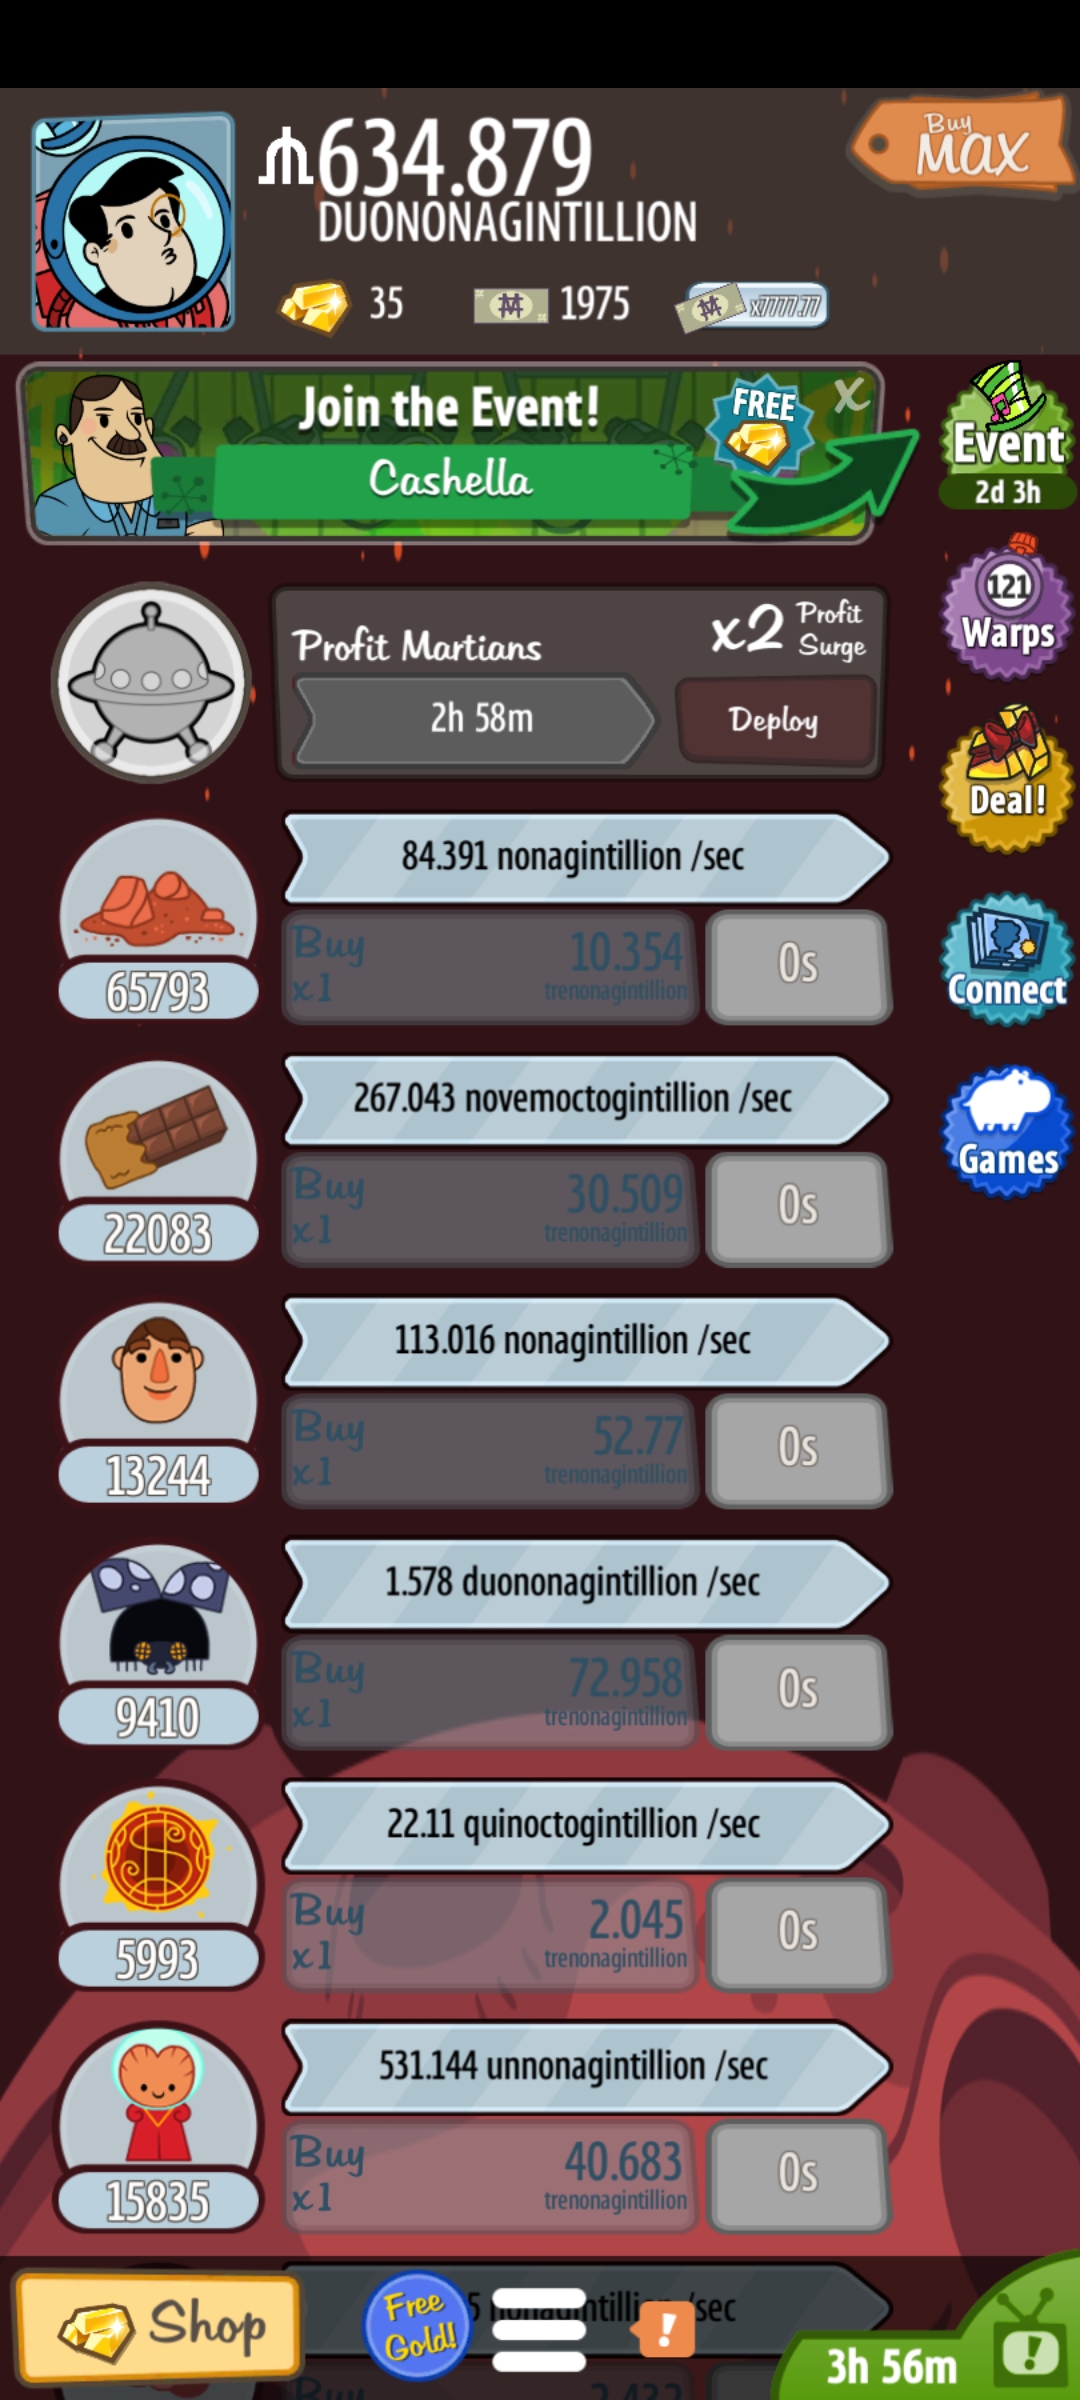 634.879
DUONONAGINTILLION
Buy
MAX
35
1975
x7777.77
Join the Event!
FREE
X
Cashella
Event
2d 3h
121
Warps
Profit Martians
x2 Profit Surge
2h 58m
Deploy
Deal!
84.391 nonagintillion /sec
65793
Buy x1
10.354
trenonagintillion
0s
Connect
267.043 novemoctogintillion /sec
22083
Buy x1
30.509
trenonagintillion
0s
Games
113.016 nonagintillion /sec
13244
Buy x1
52.77
trenonagintillion
0s
1.578 duononagintillion /sec
9410
Buy x1
72.958
trenonagintillion
0s
22.11 quinoctogintillion /sec
5993
Buy x1
2.045
trenonagintillion
0s
531.144 unnonagintillion /sec
15835
Buy x1
40.683
trenonagintillion
0s
Shop
Free Gold!
/sec
!
3h 56m
!
Buy